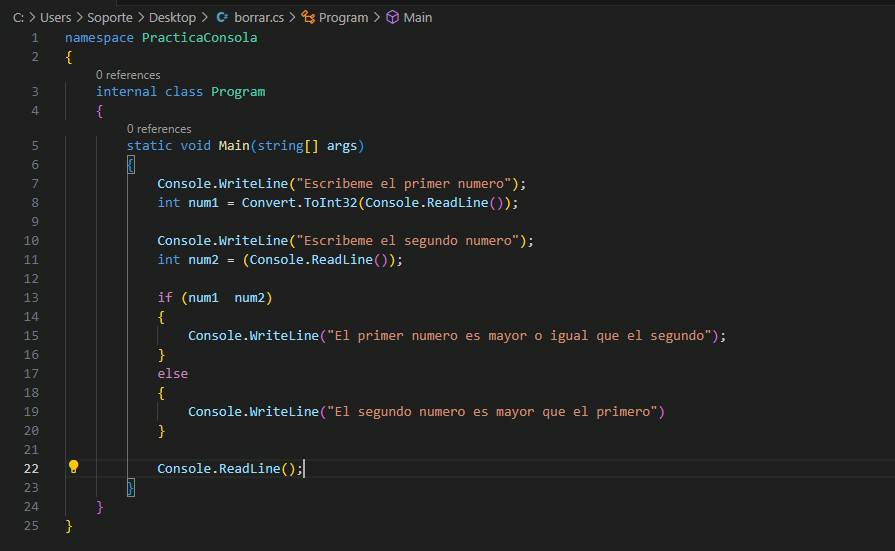 C: > Users > Soporte > Desktop > borrar.cs > Program > Main
1 namespace PracticaConsola
2 {
0 references
3 internal class Program
4 {
0 references
5 static void Main(string[] args)
6 {
7 Console.WriteLine("Escribeme el primer numero");
8 int num1 = Convert.ToInt32(Console.ReadLine());
9
10 Console.WriteLine("Escribeme el segundo numero");
11 int num2 = (Console.ReadLine());
12
13 if (num1  num2)
14 {
15 Console.WriteLine("El primer numero es mayor o igual que el segundo");
16 }
17 else
18 {
19 Console.WriteLine("El segundo numero es mayor que el primero")
20 }
21
22 Console.ReadLine();
23 }
24 }
25 }